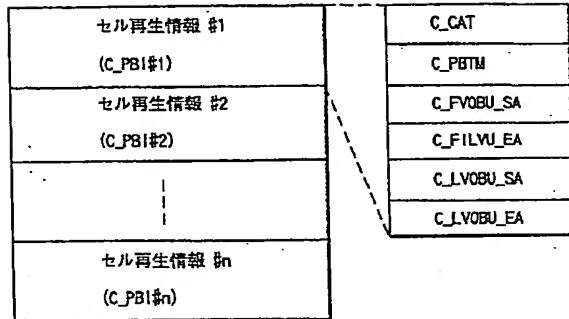 セル再生情報 #1
(C_PBI#1)
セル再生情報 #2
(C_PBI#2)
セル再生情報 #n
(C_PBI#n)
C_CAT
C_PBTM
C_FVOBU_SA
C_FILVU_EA
C_LVOBU_SA
C_LVOBU_EA